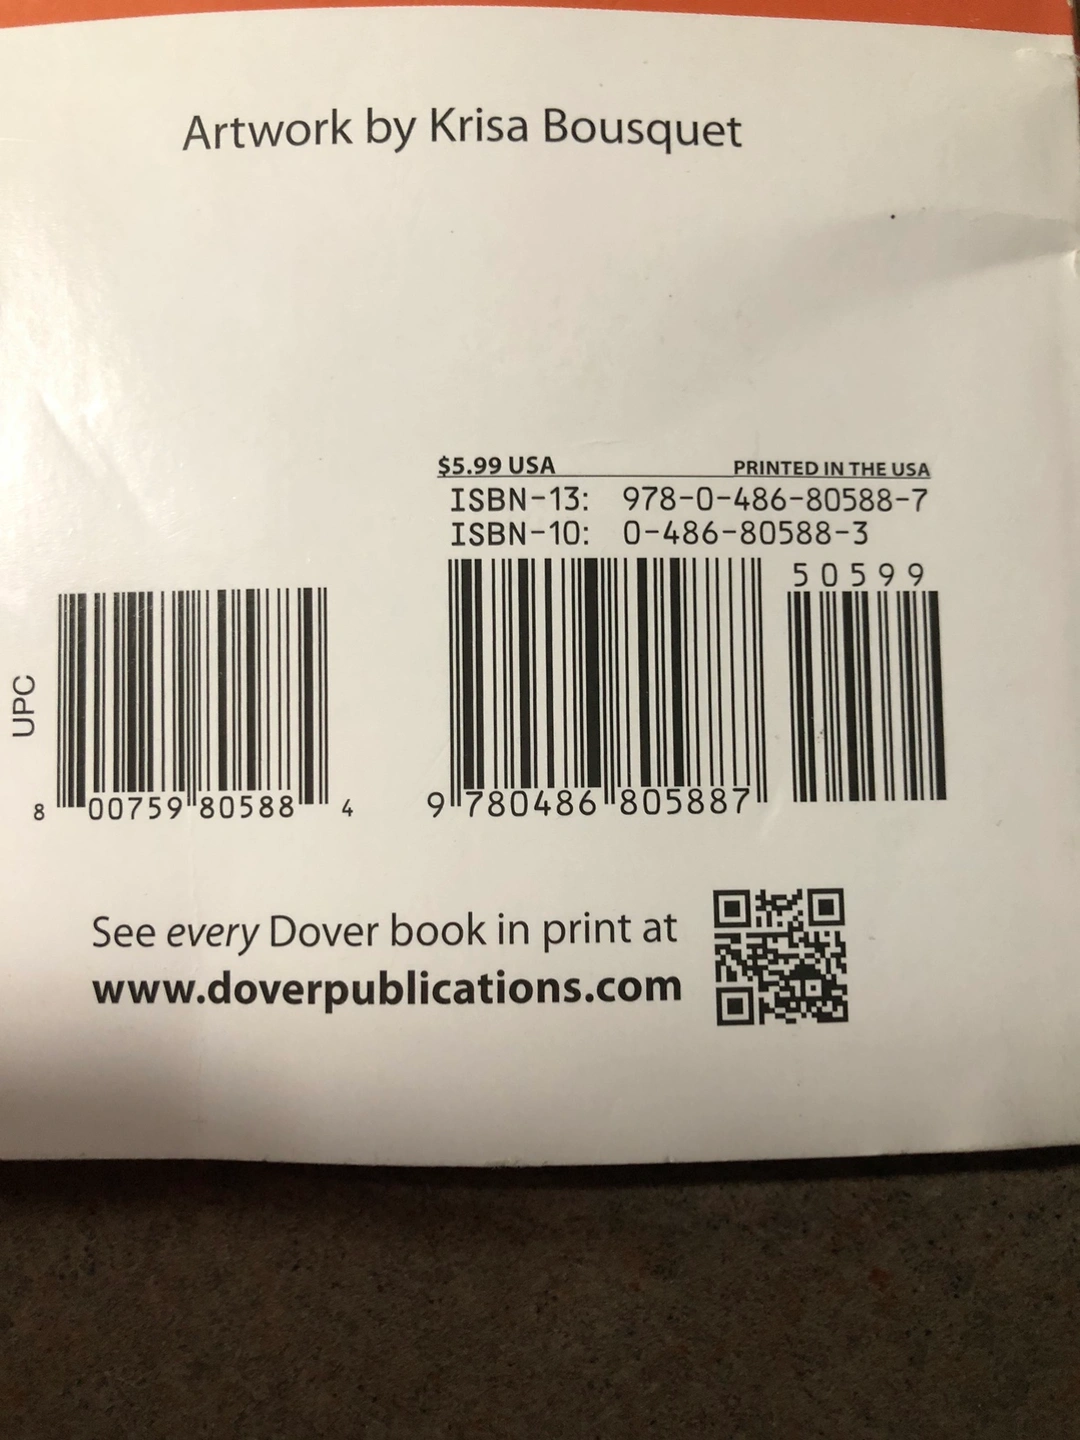 Artwork by Krisa Bousquet
$5.99 USA PRINTED IN THE USA
ISBN-13: 978-0-486-80588-7
ISBN-10: 0-486-80588-3
50599
UPC
8 00759 80588 4
9 780486 805887
See every Dover book in print at
www.doverpublications.com